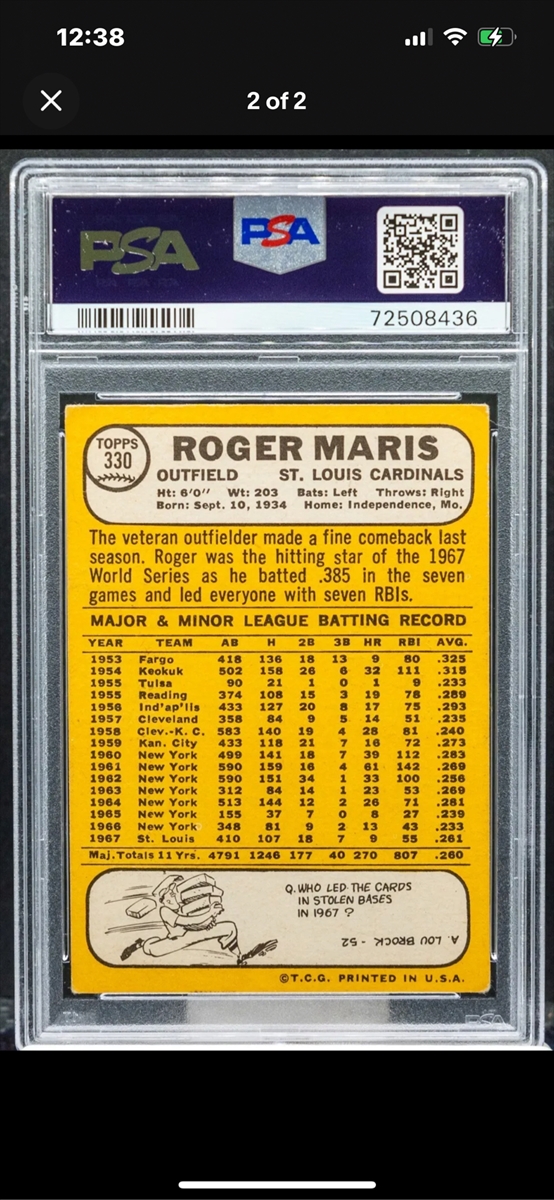 12:38
2 of 2
PSA
PSA
72508436
TOPPS
330
ROGER MARIS
OUTFIELD ST. LOUIS CARDINALS
Ht: 6'0'' Wt: 203 Bats: Left Throws: Right
Born: Sept. 10, 1934 Home: Independence, Mo.
The veteran outfielder made a fine comeback last
season. Roger was the hitting star of the 1967
World Series as he batted .385 in the seven
games and led everyone with seven RBIs.
MAJOR & MINOR LEAGUE BATTING RECORD
YEAR TEAM AB H 2B 3B HR RBI AVG.
1953 Fargo 418 136 18 13 9 80 .325
1954 Keokuk 502 158 26 6 32 111 .315
1955 Tulsa 90 21 1 0 1 9 .233
1955 Reading 374 108 15 3 19 78 .289
1956 Ind'ap'lis 433 127 20 8 17 75 .293
1957 Cleveland 358 84 9 5 14 51 .235
1958 Clev.-K. C. 583 140 19 4 28 81 .240
1959 Kan. City 433 118 21 7 16 72 .273
1960 New York 499 141 18 7 39 112 .283
1961 New York 590 159 16 4 61 142 .269
1962 New York 590 151 34 1 33 100 .256
1963 New York 312 84 14 1 23 53 .269
1964 New York 513 144 12 2 26 71 .281
1965 New York 155 37 7 0 8 27 .239
1966 New York 348 81 9 2 13 43 .233
1967 St. Louis 410 107 18 7 9 55 .261
Maj. Totals 11 Yrs. 4791 1246 177 40 270 807 .260
Q. WHO LED THE CARDS
IN STOLEN BASES
IN 1967 ?
A. LOU BROCK - 52
©T.C.G. PRINTED IN U.S.A.
PSA